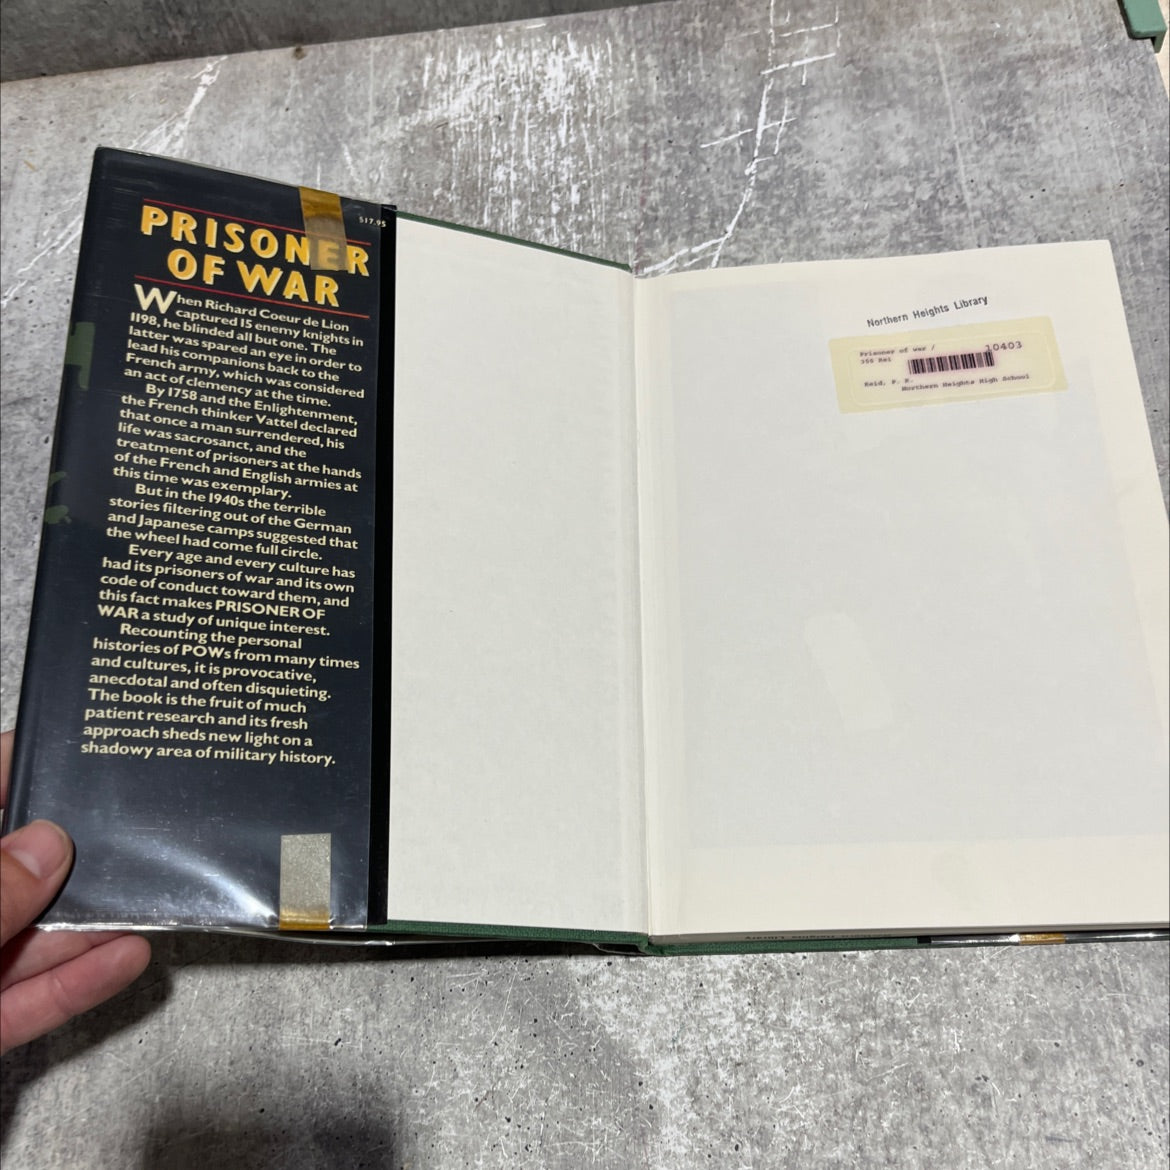 $17.95
PRISONER
OF WAR
When Richard Coeur de Lion
captured 15 enemy knights in
1198, he blinded all but one. The
latter was spared an eye in order to
lead his companions back to the
French army, which was considered
an act of clemency at the time.
By 1758 and the Enlightenment,
the French thinker Vattel declared
that once a man surrendered, his
life was sacrosanct, and the
treatment of prisoners at the hands
of the French and English armies at
this time was exemplary.
But in the 1940s the terrible
stories filtering out of the German
and Japanese camps suggested that
the wheel had come full circle.
Every age and every culture has
had its prisoners of war and its own
code of conduct toward them, and
this fact makes PRISONER OF
WAR a study of unique interest.
Recounting the personal
histories of POWs from many times
and cultures, it is provocative,
anecdotal and often disquieting.
The book is the fruit of much
patient research and its fresh
approach sheds new light on a
shadowy area of military history.
Northern Heights Library
Prisoner of war / 10403
355 Rei
Reid, P. R.
Northern Heights High School